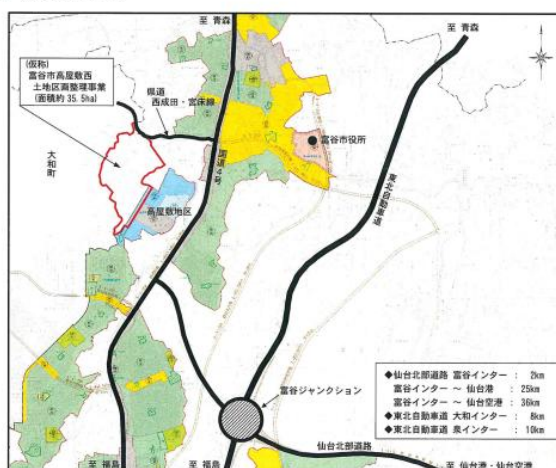 至 青森
至 青森
(仮称)
富谷市高屋敷西
土地区画整理事業
(面積約 35.5ha)
県道
西成田・宮床線
富谷市役所
大和町
国道4号
東北自動車道
高屋敷地区
富谷ジャンクション
◆仙台北部道路 富谷インター : 2km
富谷インター ～ 仙台港 : 25km
富谷インター ～ 仙台空港 : 36km
◆東北自動車道 大和インター : 8km
◆東北自動車道 泉インター : 10km
仙台北部道路
至 福島
至 福島
至 仙台港・仙台空港